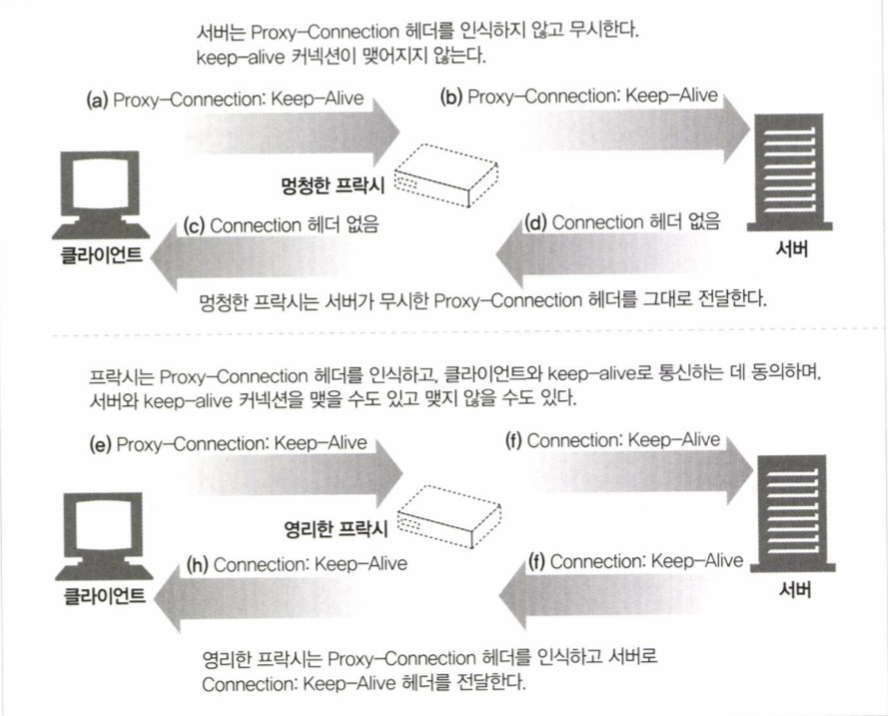 서버는 Proxy-Connection 헤더를 인식하지 않고 무시한다.
keep-alive 커넥션이 맺어지지 않는다.
(a) Proxy-Connection: Keep-Alive
(b) Proxy-Connection: Keep-Alive
멍청한 프락시
(c) Connection 헤더 없음
(d) Connection 헤더 없음
클라이언트
서버
멍청한 프락시는 서버가 무시한 Proxy-Connection 헤더를 그대로 전달한다.
프락시는 Proxy-Connection 헤더를 인식하고, 클라이언트와 keep-alive로 통신하는 데 동의하며,
서버와 keep-alive 커넥션을 맺을 수도 있고 맺지 않을 수도 있다.
(e) Proxy-Connection: Keep-Alive
(f) Connection: Keep-Alive
영리한 프락시
(h) Connection: Keep-Alive
(f) Connection: Keep-Alive
클라이언트
서버
영리한 프락시는 Proxy-Connection 헤더를 인식하고 서버로
Connection: Keep-Alive 헤더를 전달한다.